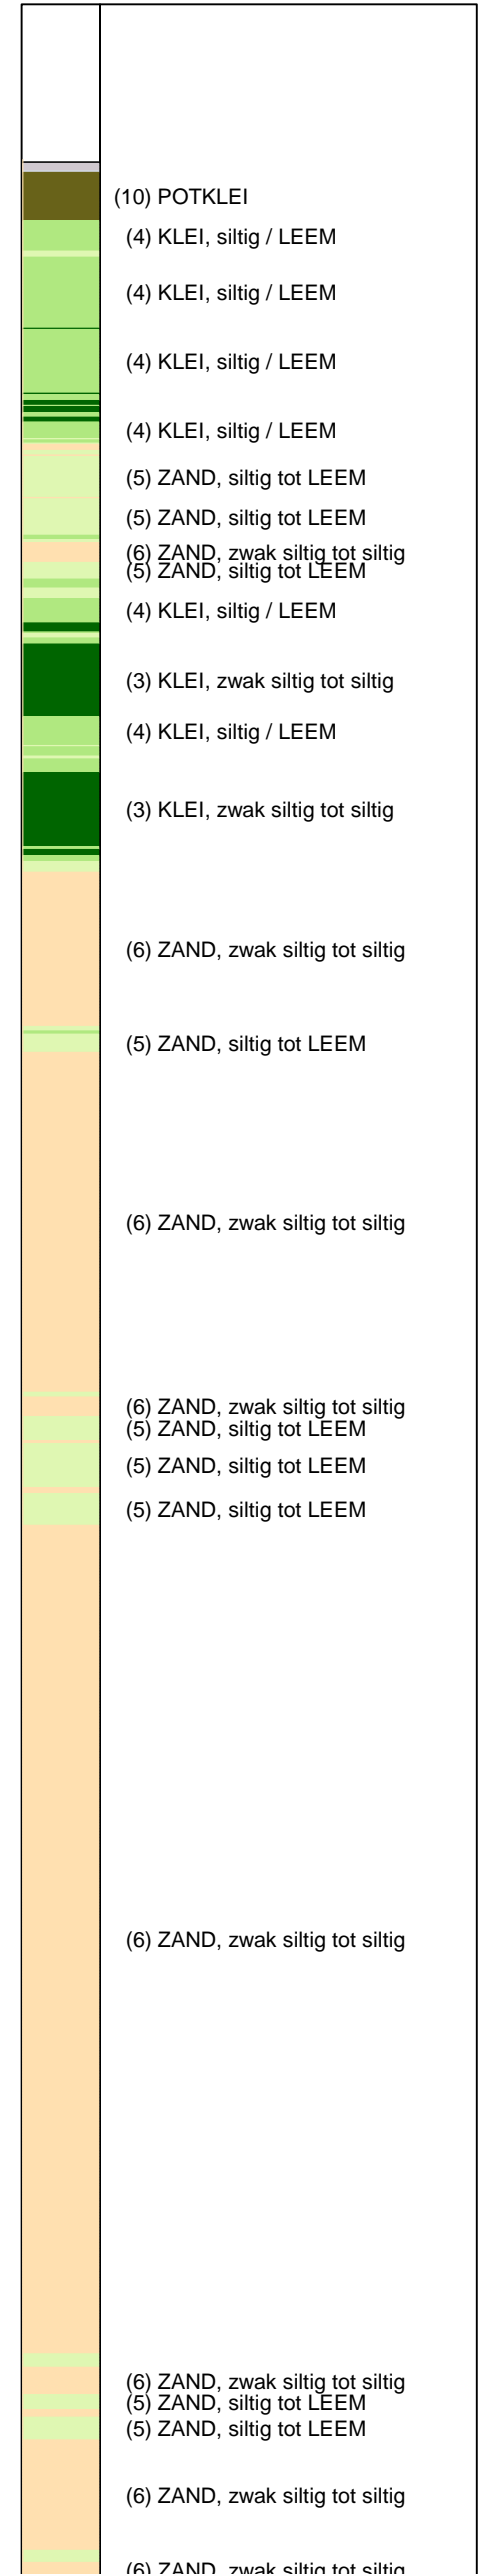 (10) POTKLEI
(4) KLEI, siltig / LEEM
(4) KLEI, siltig / LEEM
(4) KLEI, siltig / LEEM
(4) KLEI, siltig / LEEM
(5) ZAND, siltig tot LEEM
(5) ZAND, siltig tot LEEM
(6) ZAND, zwak siltig tot siltig
(5) ZAND, siltig tot LEEM
(4) KLEI, siltig / LEEM
(3) KLEI, zwak siltig tot siltig
(4) KLEI, siltig / LEEM
(3) KLEI, zwak siltig tot siltig
(6) ZAND, zwak siltig tot siltig
(5) ZAND, siltig tot LEEM
(6) ZAND, zwak siltig tot siltig
(6) ZAND, zwak siltig tot siltig
(5) ZAND, siltig tot LEEM
(5) ZAND, siltig tot LEEM
(5) ZAND, siltig tot LEEM
(6) ZAND, zwak siltig tot siltig
(6) ZAND, zwak siltig tot siltig
(5) ZAND, siltig tot LEEM
(5) ZAND, siltig tot LEEM
(6) ZAND, zwak siltig tot siltig
(6) ZAND, zwak siltig tot siltig